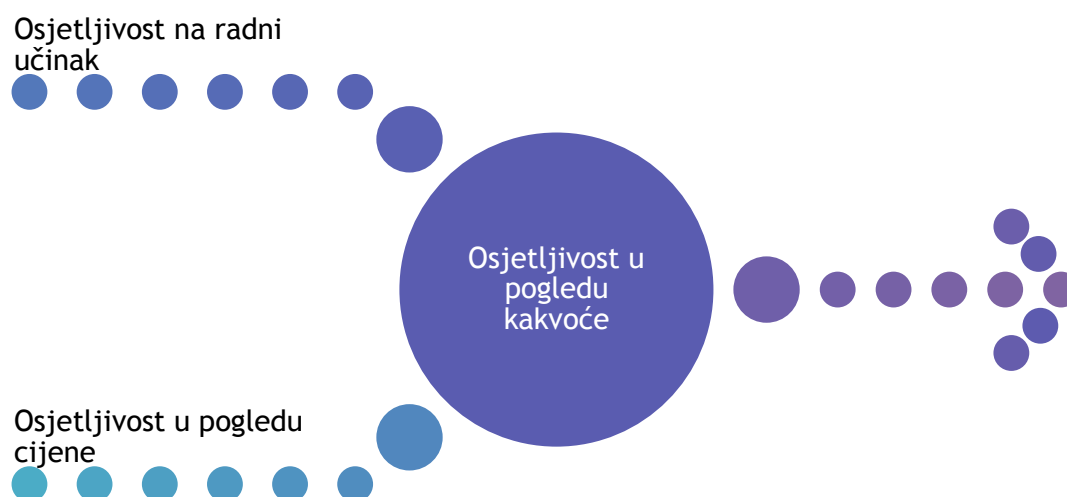 Osjetljivost na radni
učinak
Osjetljivost u
pogledu
kakvoće
Osjetljivost u pogledu
cijene